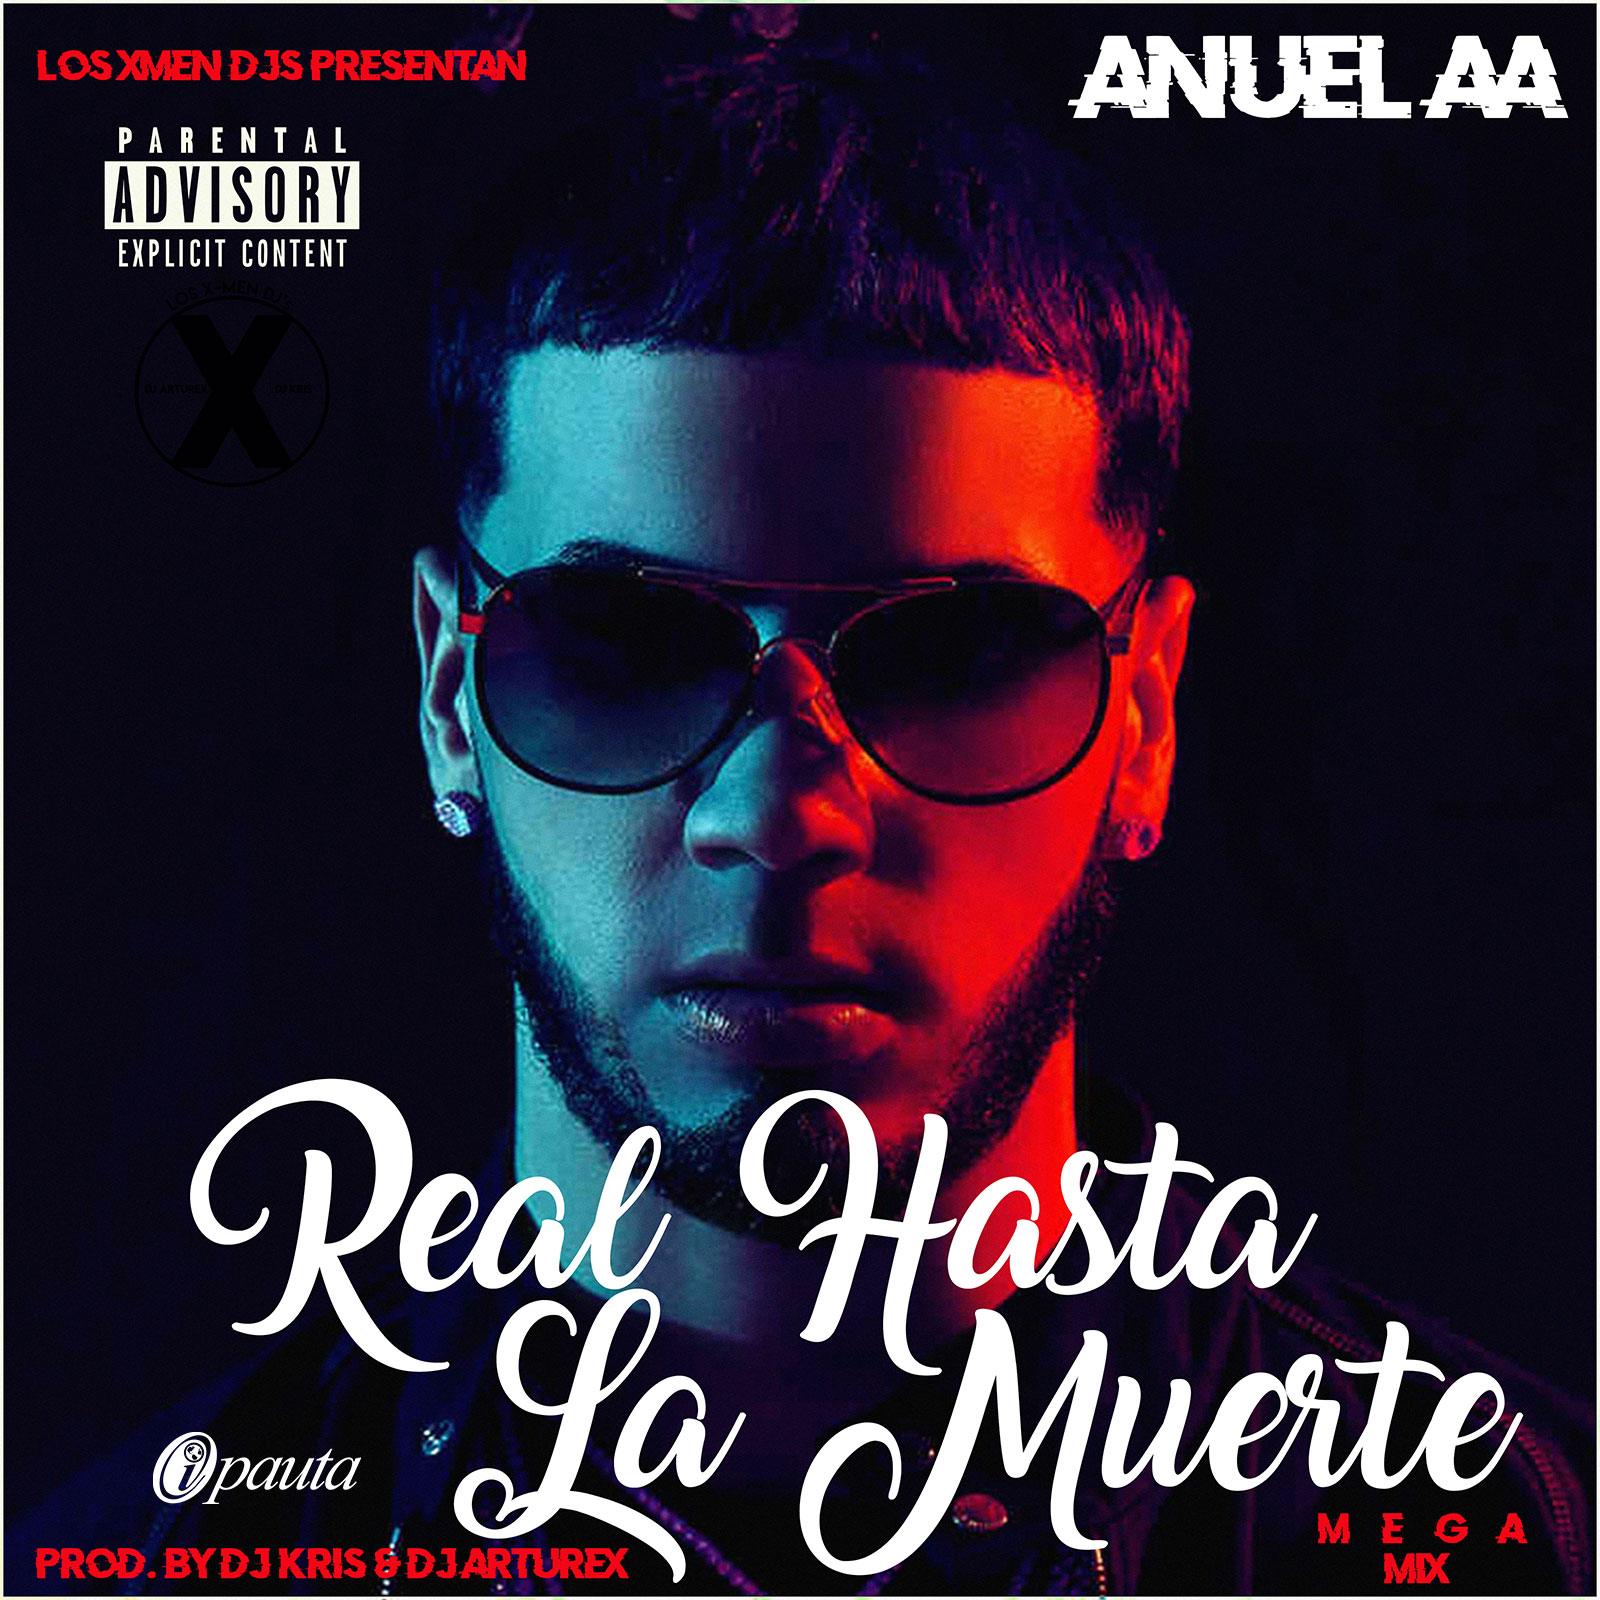 LOS XMEN DJS PRESENTAN
ANUEL AA
PARENTAL
ADVISORY
EXPLICIT CONTENT
LOS X-MEN DJ's
X
DJ ARTUREX
DJ KRIS
Real Hasta
La Muerte
ipauta
MEGA
MIX
PROD. BY DJ KRIS & DJ ARTUREX